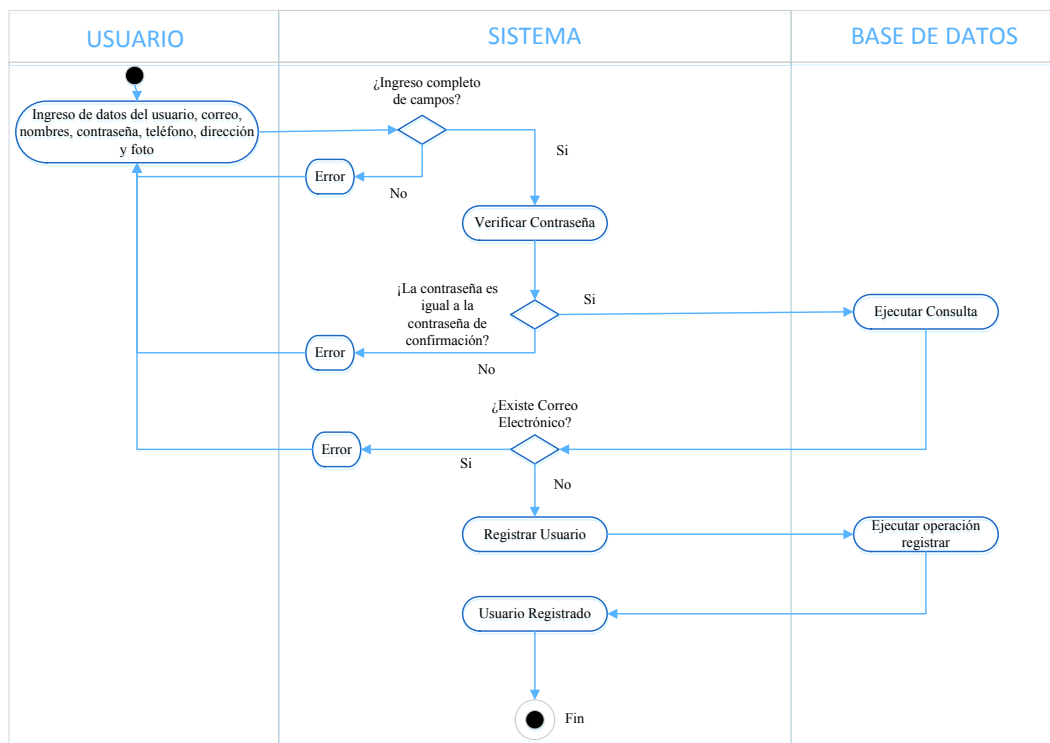 USUARIO
SISTEMA
BASE DE DATOS
¿Ingreso completo
de campos?
Ingreso de datos del usuario, correo,
nombres, contraseña, teléfono, dirección
y foto
Si
Error
No
Verificar Contraseña
¡La contraseña es
igual a la
contraseña de
confirmación?
Si
Ejecutar Consulta
Error
No
¿Existe Correo
Electrónico?
Error
Si
No
Registrar Usuario
Ejecutar operación
registrar
Usuario Registrado
Fin